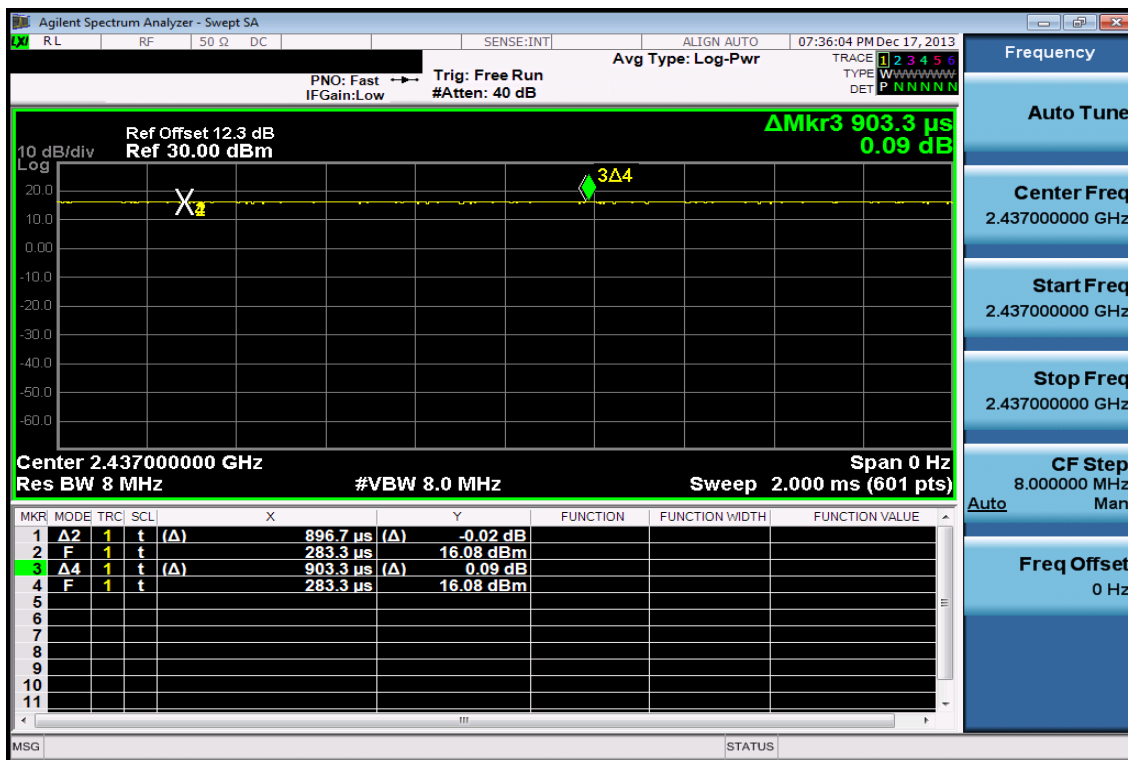 Agilent Spectrum Analyzer - Swept SA
LXI RL RF 50 Ω DC SENSE:INT ALIGN AUTO 07:36:04 PM Dec 17, 2013
Frequency
PNO: Fast
IFGain:Low
Trig: Free Run
#Atten: 40 dB
Avg Type: Log-Pwr
TRACE 1 2 3 4 5 6
TYPE WWWWWWW
DET P N N N N N
Auto Tune
Ref Offset 12.3 dB
10 dB/div Ref 30.00 dBm
Log
ΔMkr3 903.3 µs
0.09 dB
3Δ4
20.0
10.0
0.00
-10.0
-20.0
-30.0
-40.0
-50.0
-60.0
Center Freq
2.437000000 GHz
Start Freq
2.437000000 GHz
Stop Freq
2.437000000 GHz
Center 2.437000000 GHz Span 0 Hz
Res BW 8 MHz #VBW 8.0 MHz Sweep 2.000 ms (601 pts)
CF Step
8.000000 MHz
Auto Man
Freq Offset
0 Hz
MKR MODE TRC SCL X Y FUNCTION FUNCTION WIDTH FUNCTION VALUE
1 Δ2 1 t (Δ) 896.7 µs (Δ) -0.02 dB
2 F 1 t 283.3 µs 16.08 dBm
3 Δ4 1 t (Δ) 903.3 µs (Δ) 0.09 dB
4 F 1 t 283.3 µs 16.08 dBm
5
6
7
8
9
10
11
MSG STATUS